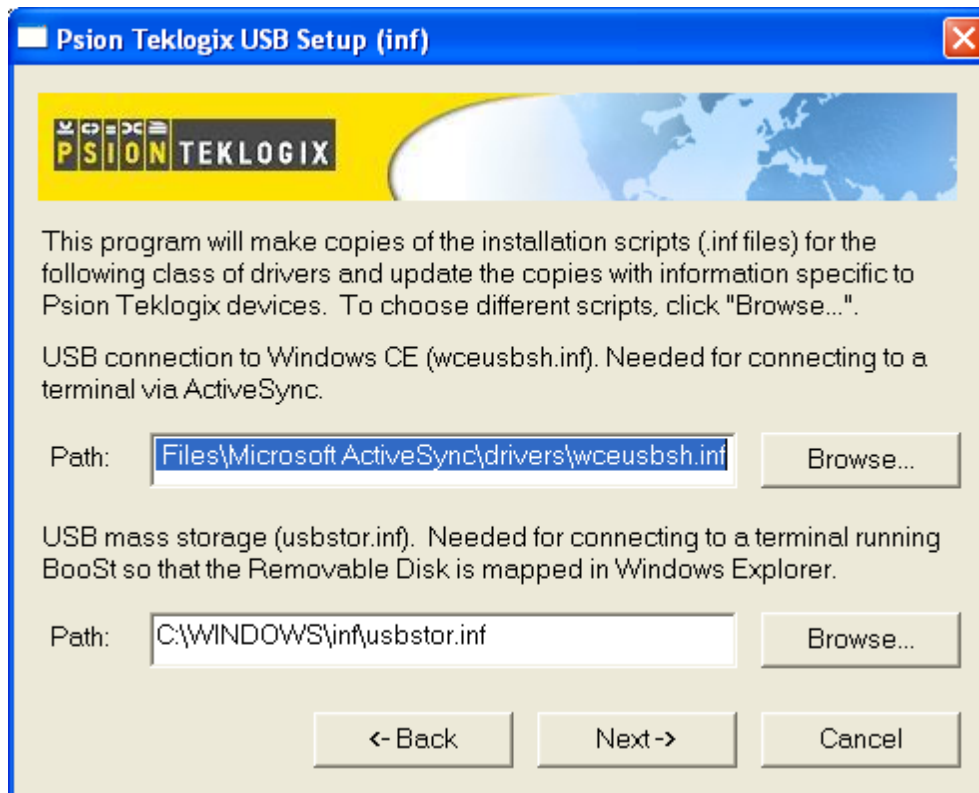 Psion Teklogix USB Setup (inf)
PSION TEKLOGIX
This program will make copies of the installation scripts (.inf files) for the
following class of drivers and update the copies with information specific to
Psion Teklogix devices.  To choose different scripts, click "Browse...".
USB connection to Windows CE (wceusbsh.inf). Needed for connecting to a
terminal via ActiveSync.
Path: Files\Microsoft ActiveSync\drivers\wceusbsh.inf Browse...
USB mass storage (usbstor.inf).  Needed for connecting to a terminal running
BooSt so that the Removable Disk is mapped in Windows Explorer.
Path: C:\WINDOWS\inf\usbstor.inf Browse...
<- Back Next -> Cancel